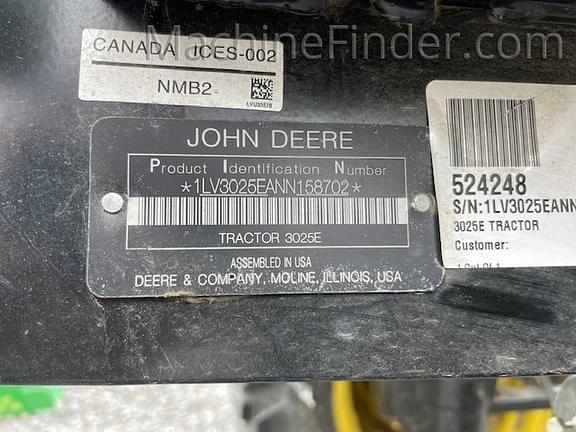 MachineFinder.com
CANADA ICES-002
NMB2
LVU30578
JOHN DEERE
Product Identification Number
*1LV3025EANN158702*
TRACTOR 3025E
ASSEMBLED IN USA
DEERE & COMPANY, MOLINE, ILLINOIS, USA
524248
S/N:1LV3025EANN
3025E TRACTOR
Customer: